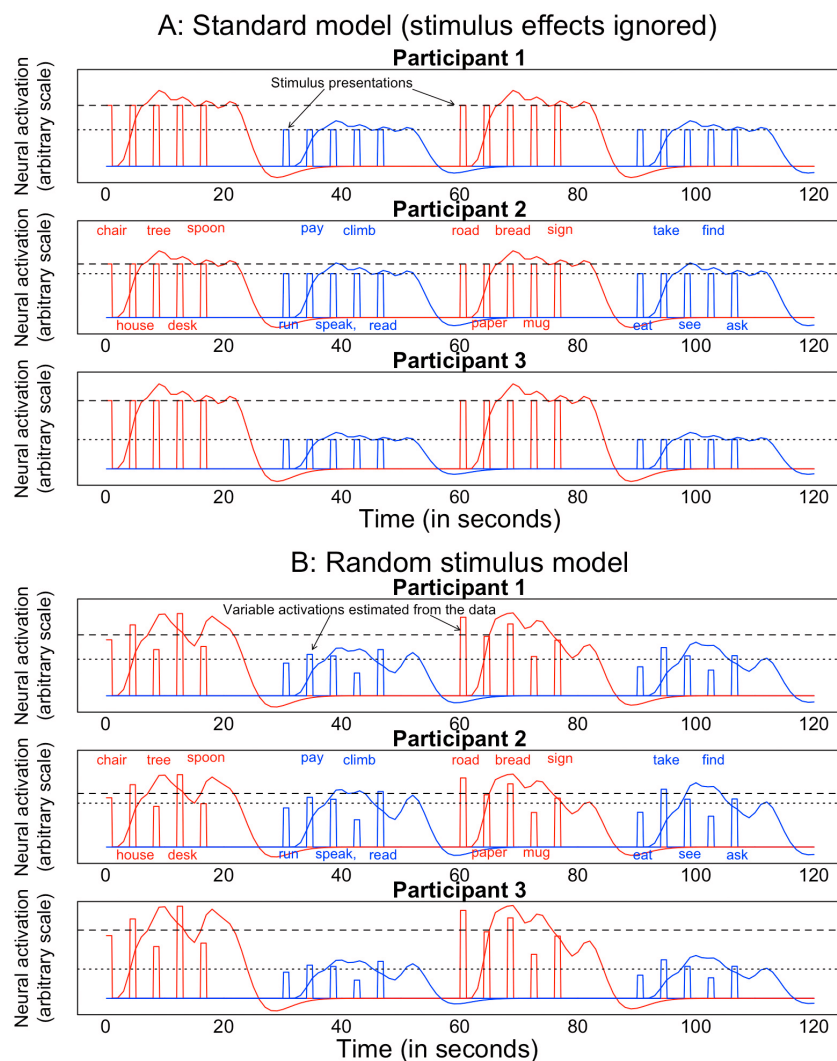 A: Standard model (stimulus effects ignored)
Participant 1
Neural activation
(arbitrary scale)
Stimulus presentations
0 20 40 60 80 100 120
Participant 2
Neural activation
(arbitrary scale)
chair tree spoon pay climb road bread sign take find
house desk run speak, read paper mug eat see ask
0 20 40 60 80 100 120
Participant 3
Neural activation
(arbitrary scale)
0 20 40 60 80 100 120
Time (in seconds)
B: Random stimulus model
Participant 1
Neural activation
(arbitrary scale)
Variable activations estimated from the data
0 20 40 60 80 100 120
Participant 2
Neural activation
(arbitrary scale)
chair tree spoon pay climb road bread sign take find
house desk run speak, read paper mug eat see ask
0 20 40 60 80 100 120
Participant 3
Neural activation
(arbitrary scale)
0 20 40 60 80 100 120
Time (in seconds)